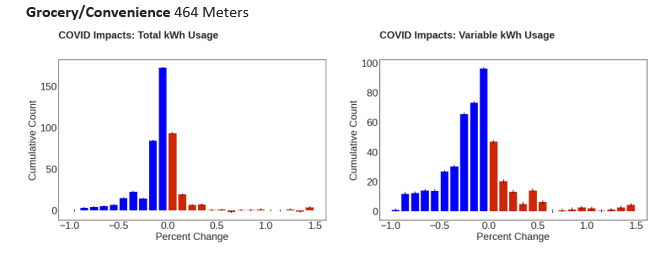 Grocery/Convenience 464 Meters
COVID Impacts: Total kWh Usage
Cumulative Count
150
100
50
0
−1.0 −0.5 0.0 0.5 1.0 1.5
Percent Change
COVID Impacts: Variable kWh Usage
Cumulative Count
100
80
60
40
20
0
−1.0 −0.5 0.0 0.5 1.0 1.5
Percent Change